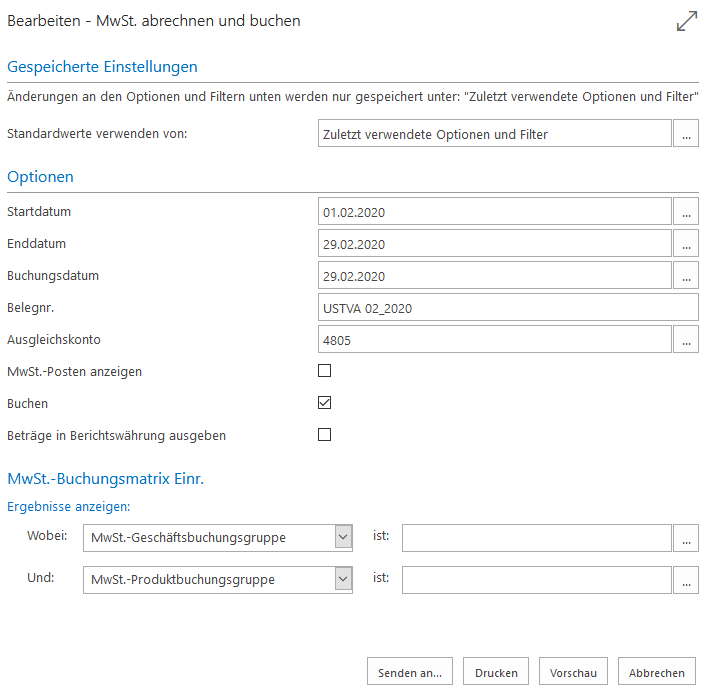 Bearbeiten - MwSt. abrechnen und buchen
Gespeicherte Einstellungen
Änderungen an den Optionen und Filtern unten werden nur gespeichert unter: "Zuletzt verwendete Optionen und Filter"
Standardwerte verwenden von: Zuletzt verwendete Optionen und Filter ...
Optionen
Startdatum 01.02.2020 ...
Enddatum 29.02.2020 ...
Buchungsdatum 29.02.2020 ...
Belegnr. USTVA 02_2020
Ausgleichskonto 4805 ...
MwSt.-Posten anzeigen
Buchen
Beträge in Berichtswährung ausgeben
MwSt.-Buchungsmatrix Einr.
Ergebnisse anzeigen:
Wobei: MwSt.-Geschäftsbuchungsgruppe ist: ...
Und: MwSt.-Produktbuchungsgruppe ist: ...
Senden an... Drucken Vorschau Abbrechen